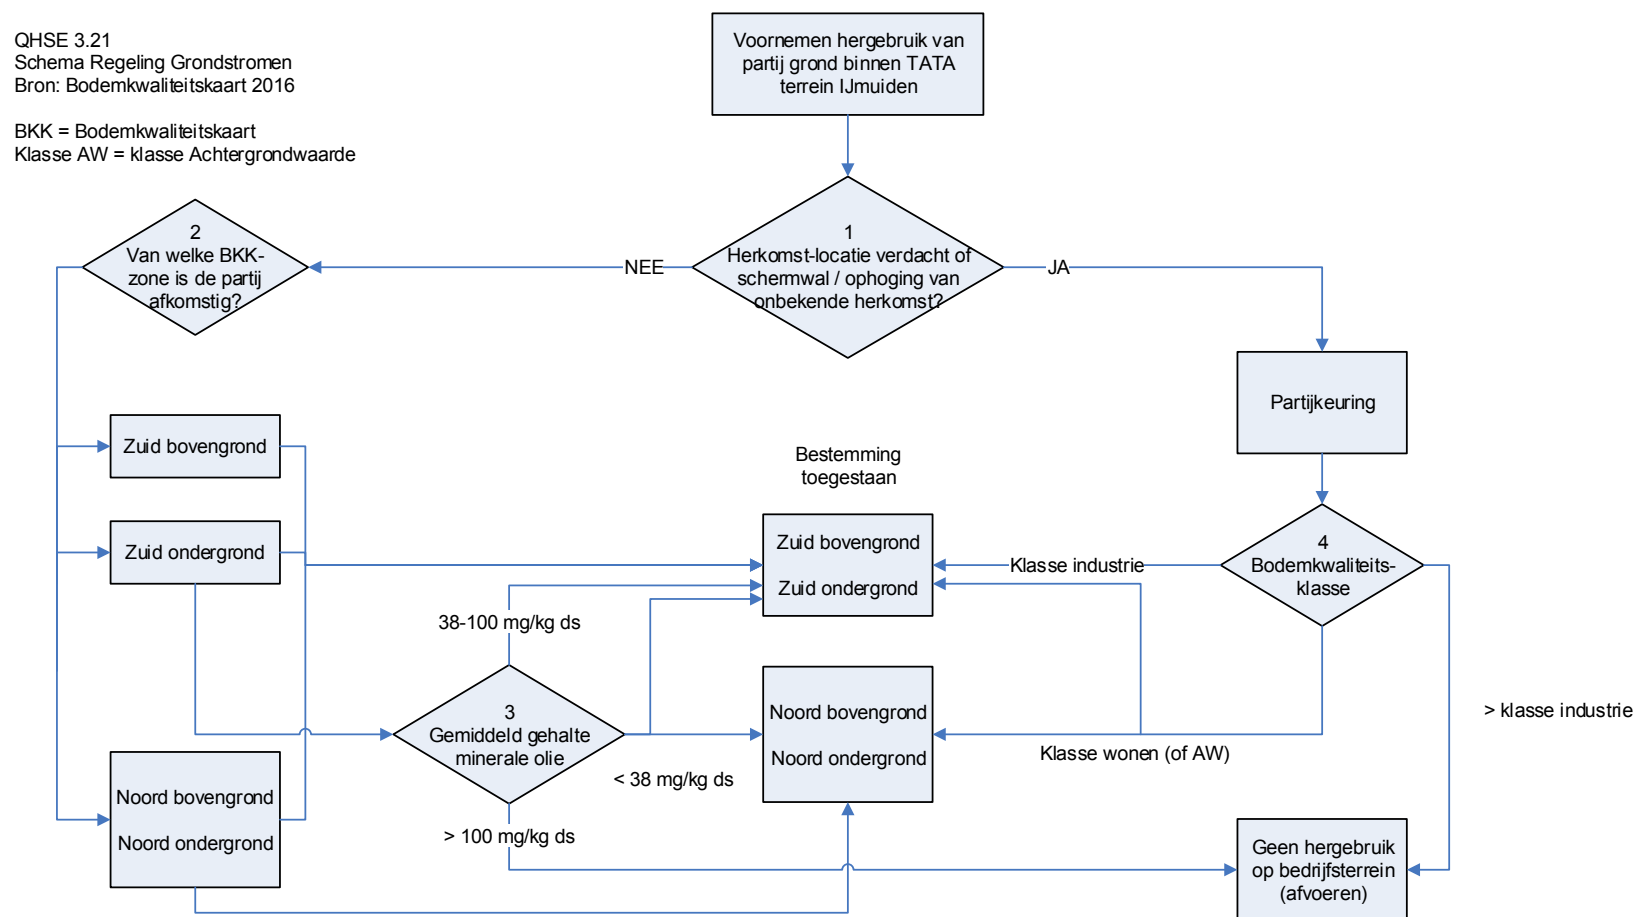 QHSE 3.21
Schema Regeling Grondstromen
Bron: Bodemkwaliteitskaart 2016
BKK = Bodemkwaliteitskaart
Klasse AW = klasse Achtergrondwaarde
Voornemen hergebruik van
partij grond binnen TATA
terrein IJmuiden
1
Herkomst-locatie verdacht of
schermwal / ophoging van
onbekende herkomst?
NEE
JA
2
Van welke BKK-
zone is de partij
afkomstig?
Partijkeuring
Zuid bovengrond
Zuid ondergrond
Noord bovengrond
Noord ondergrond
Bestemming
toegestaan
Zuid bovengrond
Zuid ondergrond
Klasse industrie
4
Bodemkwaliteits-
klasse
38-100 mg/kg ds
3
Gemiddeld gehalte
minerale olie
< 38 mg/kg ds
> 100 mg/kg ds
Noord bovengrond
Noord ondergrond
Klasse wonen (of AW)
> klasse industrie
Geen hergebruik
op bedrijfsterrein
(afvoeren)